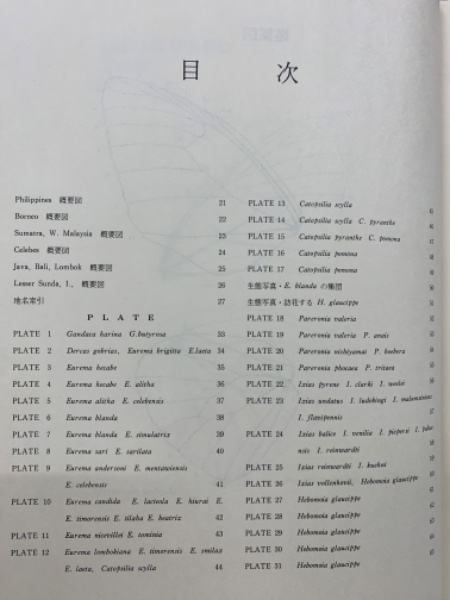 目 次
Philippines 概要図 21
Borneo 概要図 22
Sumatra, W. Malaysia 概要図 23
Celebes 概要図 24
Java, Bali, Lombok 概要図 25
Lesser Sunda, I., 概要図 26
地名索引 27
PLATE
PLATE 1 Gandaca harina G.butyrosa 33
PLATE 2 Dercas gobrias, Eurema brigitta E.laeta 34
PLATE 3 Eurema hecabe 35
PLATE 4 Eurema hecabe E. alitha 36
PLATE 5 Eurema alitha E. celebensis 37
PLATE 6 Eurema blanda 38
PLATE 7 Eurema blanda E. simulatrix 39
PLATE 8 Eurema sari E. sarilata 40
PLATE 9 Eurema andersoni E. mentawiensis
E. celebensis 41
PLATE 10 Eurema candida E. lacteola E. hiurai E.
E. timorensis E. tilaha E. beatrix 42
PLATE 11 Eurema nicevillei E. tominia 43
PLATE 12 Eurema lombokiana E. timorensis E. smilax
E. laeta, Catopsilia scylla 44
PLATE 13 Catopsilia scylla
PLATE 14 Catopsilia scylla C. pyranthe
PLATE 15 Catopsilia pyranthe C. pomona
PLATE 16 Catopsilia pomona
PLATE 17 Catopsilia pomona
生態写真・E. blanda の集団
生態写真・訪花する H. glaucippe
PLATE 18 Pareronia valeria
PLATE 19 Pareronia valeria P. anais
PLATE 20 Pareronia nishiyamai P. boebera
PLATE 21 Pareronia phocaea P. tritaea
PLATE 22 Ixias pyrene I. clarki I. woolei
PLATE 23 Ixias undatus I. ludekingi I.
I. flavipennis
PLATE 24 Ixias balice I. venilia I. piepersi I.
nsis I. reinwardti
PLATE 25 Ixias reinwardti I. kuehni
PLATE 26 Ixias vollenhovii, Hebomoia glaucippe
PLATE 27 Hebomoia glaucippe
PLATE 28 Hebomoia glaucippe
PLATE 29 Hebomoia glaucippe
PLATE 30 Hebomoia glaucippe
PLATE 31 Hebomoia glaucippe